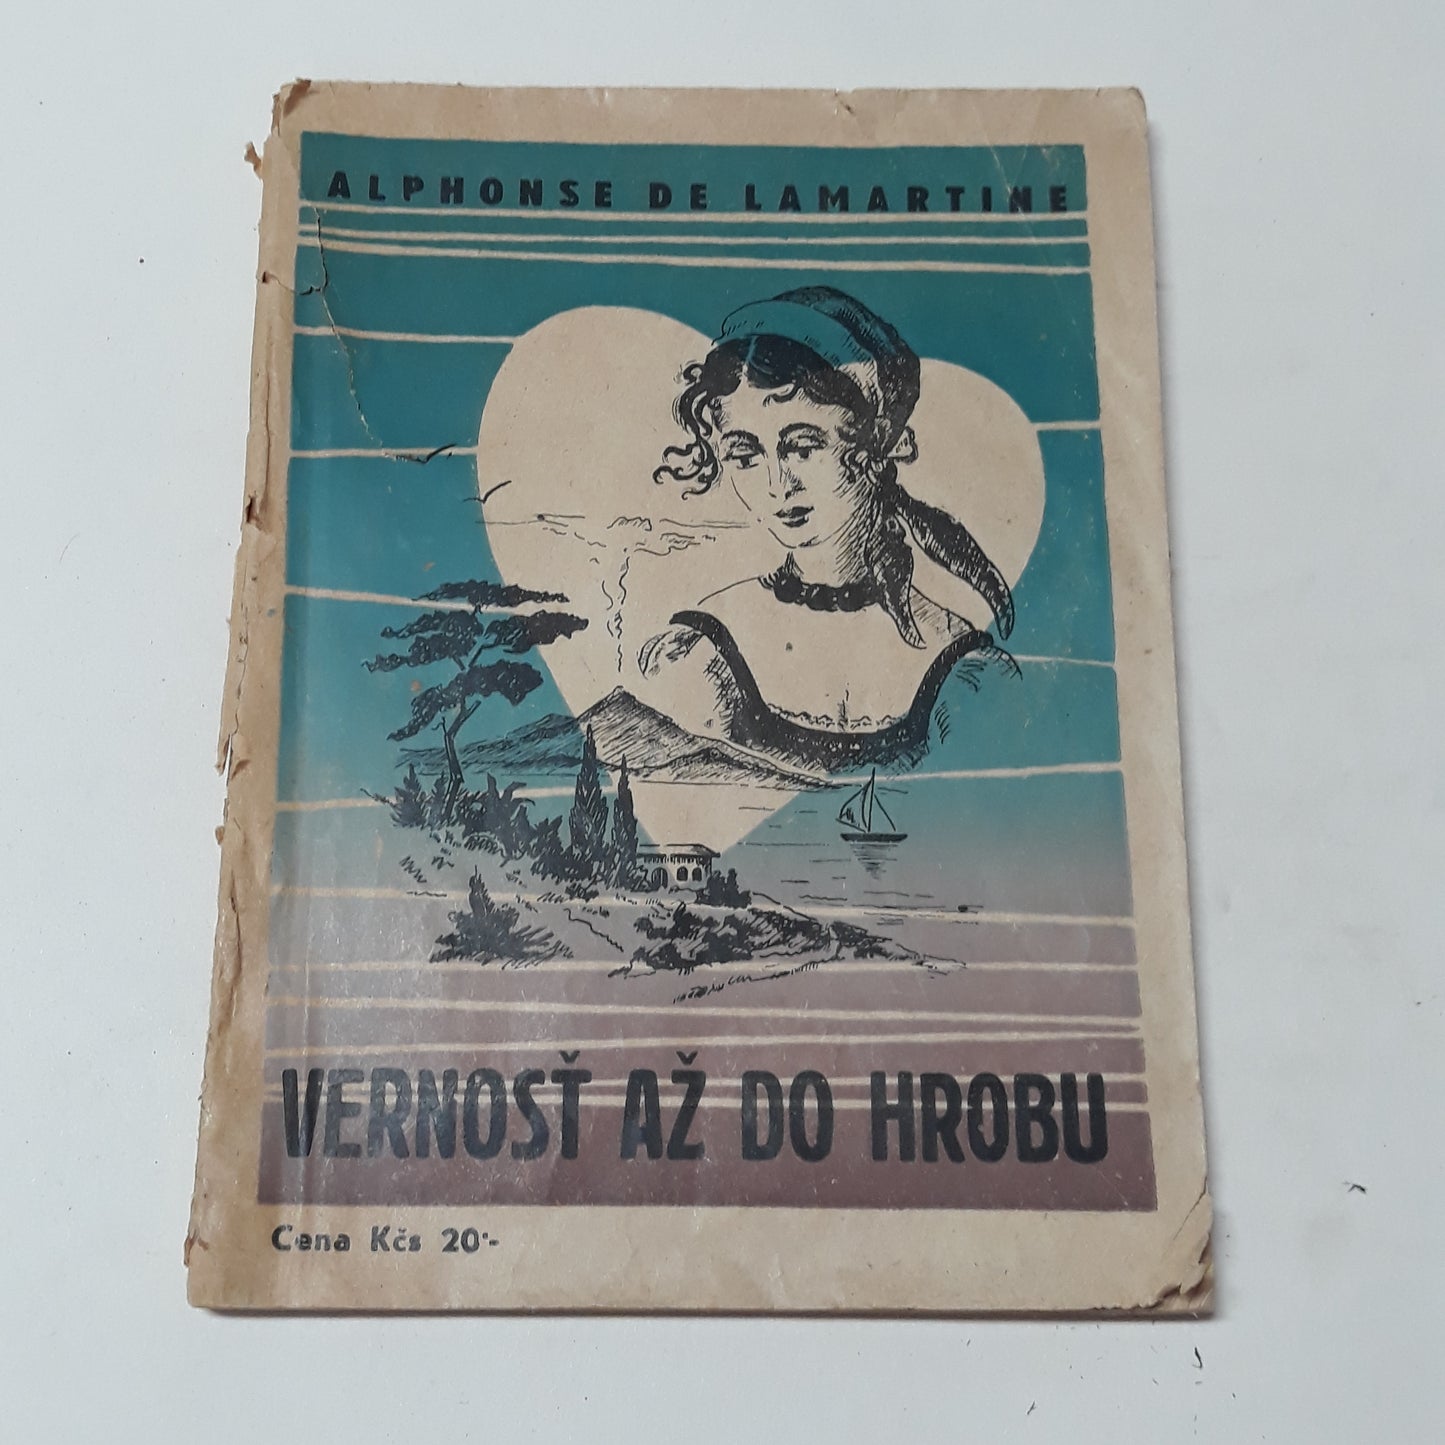 ALPHONSE DE LAMARTINE
VERNOSŤ AŽ DO HROBU
Cena Kčs 20·-